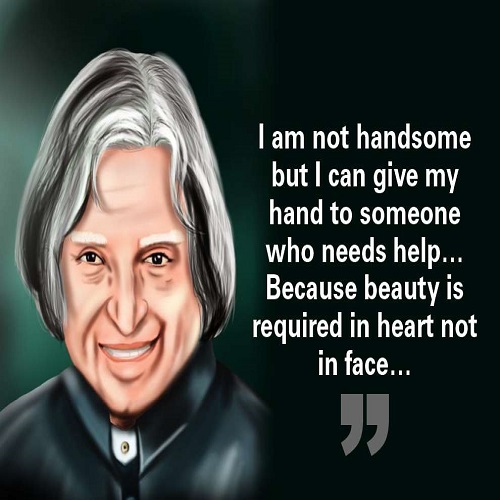 I am not handsome
but I can give my
hand to someone
who needs help...
Because beauty is
required in heart not
in face...
”